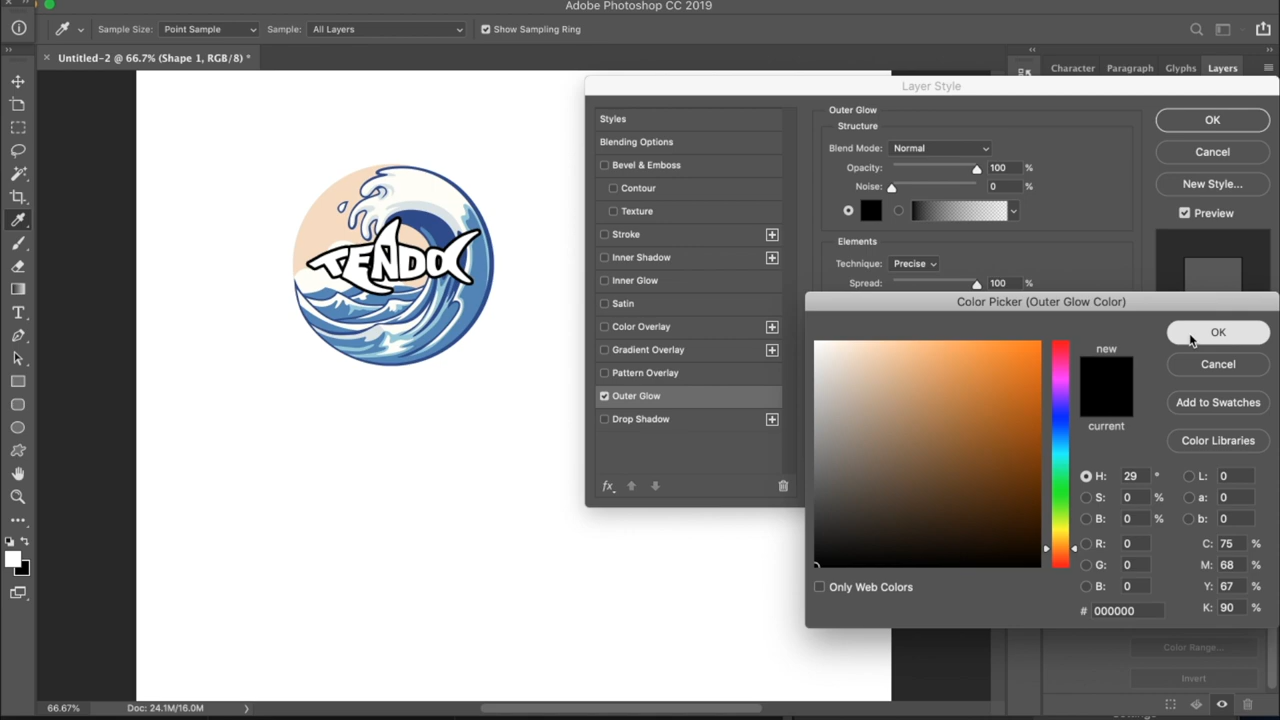 Adobe Photoshop CC 2019
Sample Size: Point Sample Sample: All Layers Show Sampling Ring
Untitled-2 @ 66.7% (Shape 1, RGB/8) *
Character Paragraph Glyphs Layers
Layer Style
Styles
Blending Options
Bevel & Emboss
Contour
Texture
Stroke
Inner Shadow
Inner Glow
Satin
Color Overlay
Gradient Overlay
Pattern Overlay
Outer Glow
Drop Shadow
fx
Outer Glow
Structure
Blend Mode: Normal
Opacity: 100 %
Noise: 0 %
Elements
Technique: Precise
Spread: 100 %
OK
Cancel
New Style...
Preview
TENDO
Color Picker (Outer Glow Color)
new
current
OK
Cancel
Add to Swatches
Color Libraries
H: 29 ° L: 0
S: 0 % a: 0
B: 0 % b: 0
R: 0 C: 75 %
G: 0 M: 68 %
B: 0 Y: 67 %
# 000000 K: 90 %
Only Web Colors
Color Range...
Invert
66.67% Doc: 24.1M/16.0M